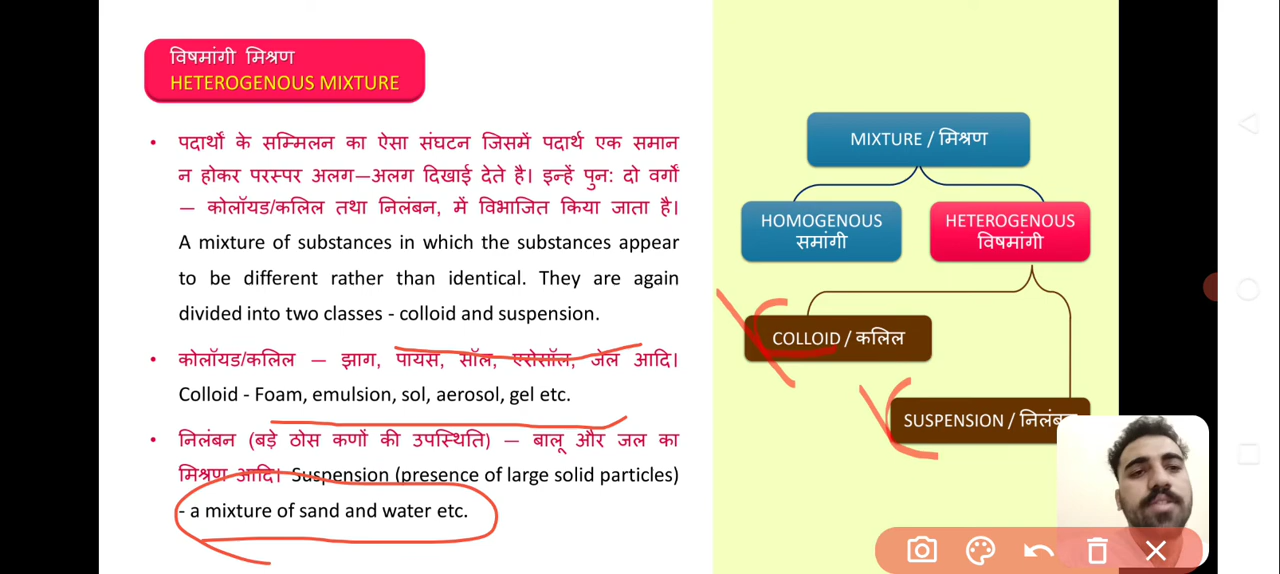 विषमांगी मिश्रण
HETEROGENOUS MIXTURE
• पदार्थों के सम्मिलन का ऐसा संघटन जिसमें पदार्थ एक समान
न होकर परस्पर अलग–अलग दिखाई देते है। इन्हें पुन: दो वर्गों
– कोलॉयड/कलिल तथा निलंबन, में विभाजित किया जाता है।
A mixture of substances in which the substances appear
to be different rather than identical. They are again
divided into two classes - colloid and suspension.
• कोलॉयड/कलिल – झाग, पायस, सॉल, एरोसॉल, जेल आदि।
Colloid - Foam, emulsion, sol, aerosol, gel etc.
• निलंबन (बड़े ठोस कणों की उपस्थिति) – बालू और जल का
मिश्रण आदि। Suspension (presence of large solid particles)
- a mixture of sand and water etc.
MIXTURE / मिश्रण
HOMOGENOUS
समांगी
HETEROGENOUS
विषमांगी
COLLOID / कलिल
SUSPENSION /